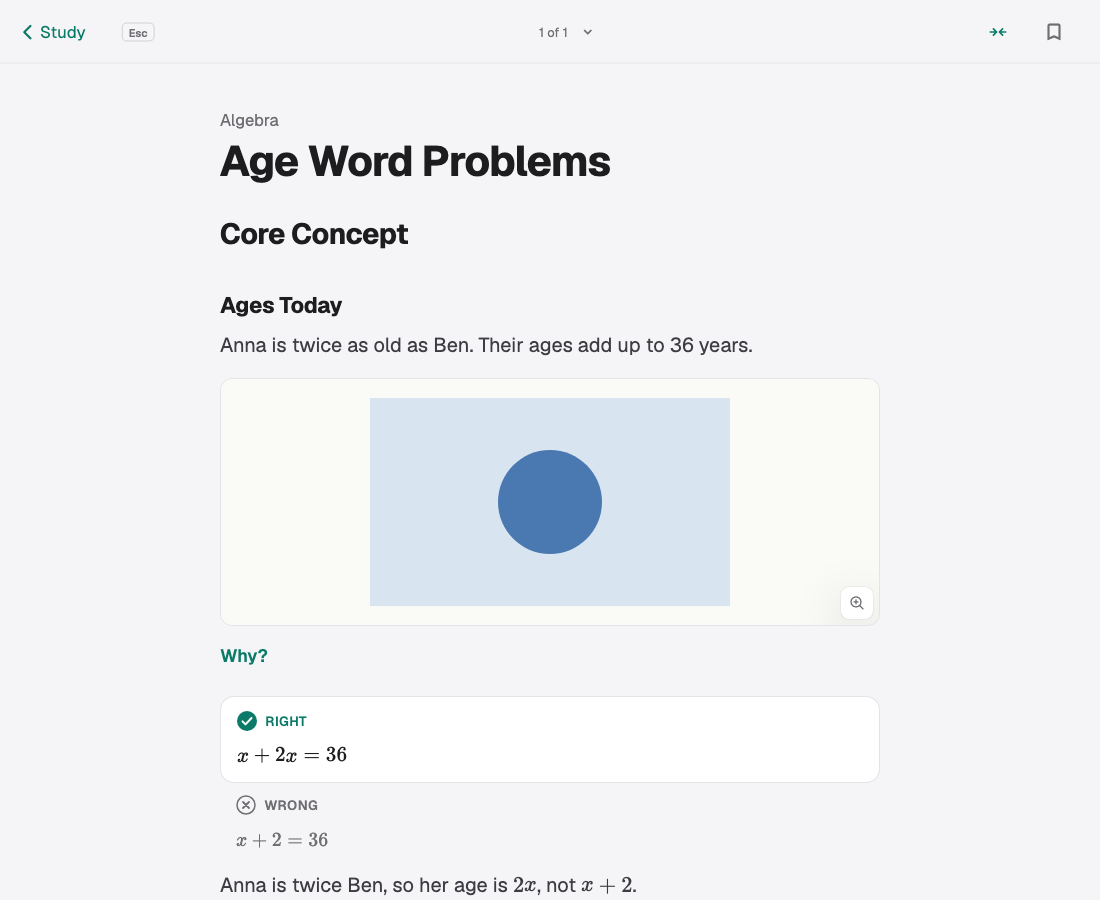 Study
Esc
1 of 1
Algebra
Age Word Problems
Core Concept
Ages Today
Anna is twice as old as Ben. Their ages add up to 36 years.
Why?
RIGHT
x + 2x = 36
WRONG
x + 2 = 36
Anna is twice Ben, so her age is 2x, not x + 2.